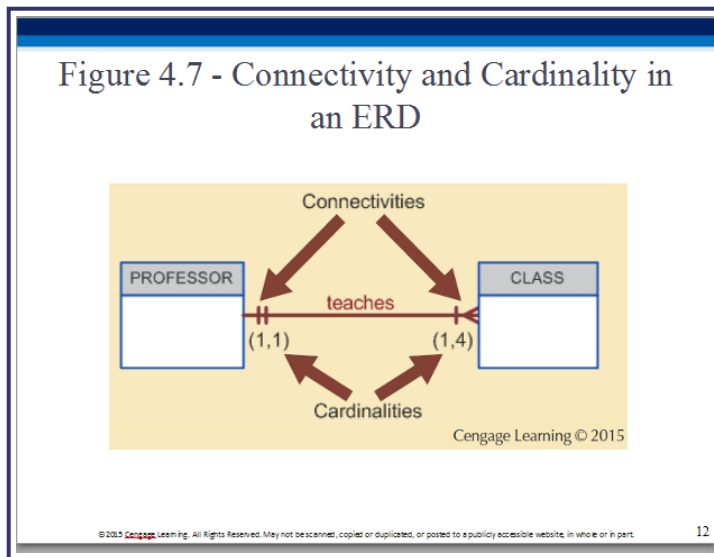 Figure 4.7 - Connectivity and Cardinality in
an ERD
Connectivities
PROFESSOR
CLASS
teaches
(1,1)
(1,4)
Cardinalities
Cengage Learning © 2015
©2015 Cengage Learning. All Rights Reserved. May not be scanned, copied or duplicated, or posted to a publicly accessible website, in whole or in part.
12